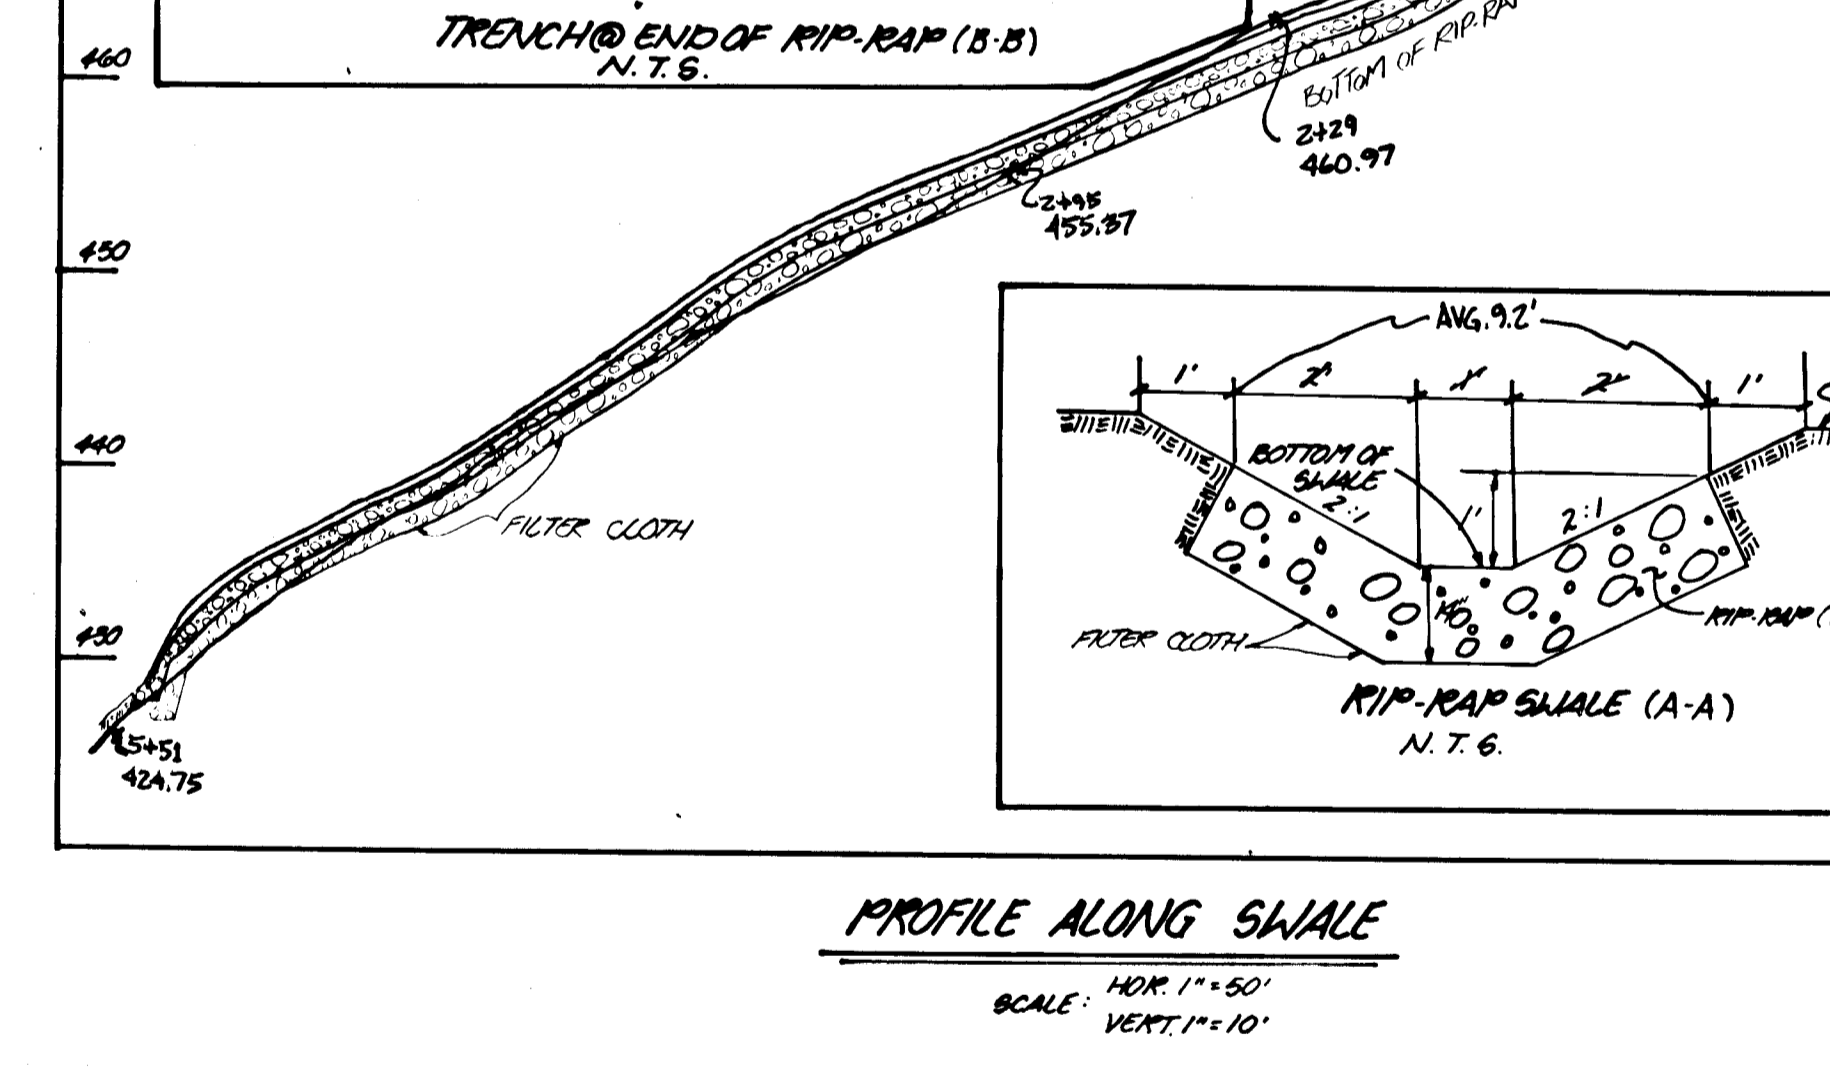 TRENCH @ END OF RIP-RAP (B-B)
N.T.S.
460
450
440
430
BOTTOM OF RIP-RA
2+29
460.97
2+95
455.37
FILTER CLOTH
5+51
424.75
AVG. 9.2'
1'
2'
1'
2'
1'
BOTTOM OF
SWALE
2:1
1'
2:1
FILTER CLOTH
RIP-RAP (
RIP-RAP SWALE (A-A)
N.T.S.
PROFILE ALONG SWALE
SCALE: HOR. 1"=50'
VERT. 1"=10'